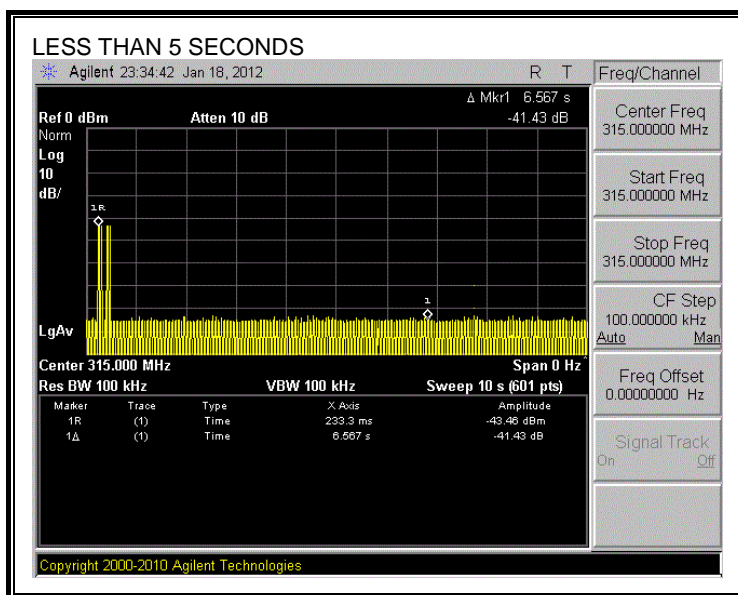 LESS THAN 5 SECONDS
Agilent 23:34:42 Jan 18, 2012 R T
Freq/Channel
Δ Mkr1 6.567 s
Ref 0 dBm Atten 10 dB -41.43 dB
Norm
Log
10
dB/
1R
1
LgAv
Center 315.000 MHz Span 0 Hz
Res BW 100 kHz VBW 100 kHz Sweep 10 s (601 pts)
Marker Trace Type X Axis Amplitude
1R (1) Time 233.3 ms -43.46 dBm
1Δ (1) Time 6.567 s -41.43 dB
Center Freq
315.000000 MHz
Start Freq
315.000000 MHz
Stop Freq
315.000000 MHz
CF Step
100.000000 kHz
Auto Man
Freq Offset
0.00000000 Hz
Signal Track
On Off
Copyright 2000-2010 Agilent Technologies